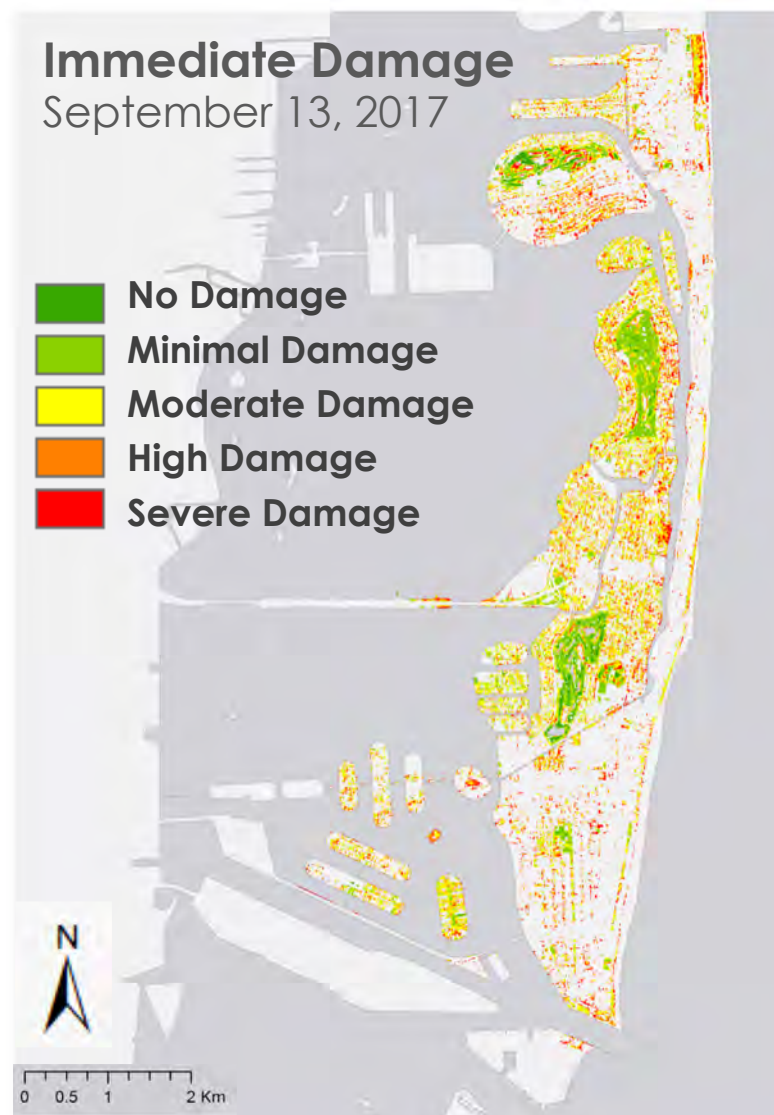 Immediate Damage
September 13, 2017
No Damage
Minimal Damage
Moderate Damage
High Damage
Severe Damage
N
0 0.5 1 2 Km